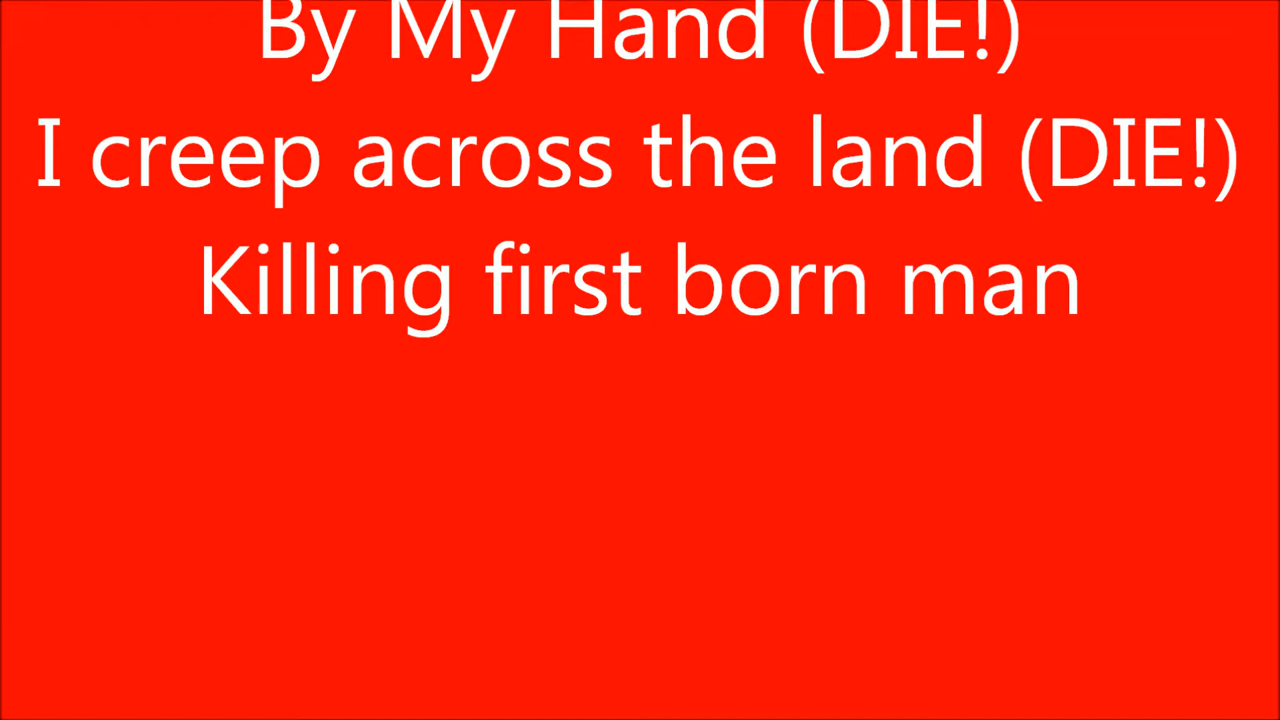 By My Hand (DIE!)
I creep across the land (DIE!)
Killing first born man